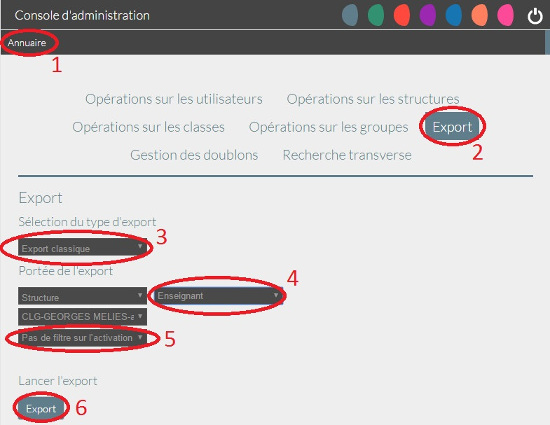 Console d'administration
Annuaire
1
Opérations sur les utilisateurs Opérations sur les structures
Opérations sur les classes Opérations sur les groupes Export
2
Gestion des doublons Recherche transverse
Export
Sélection du type d'export
3
Export classique
Portée de l'export
4
Structure Enseignant
CLG-GEORGES MELIES-a
Pas de filtre sur l'activation 5
Lancer l'export
Export 6